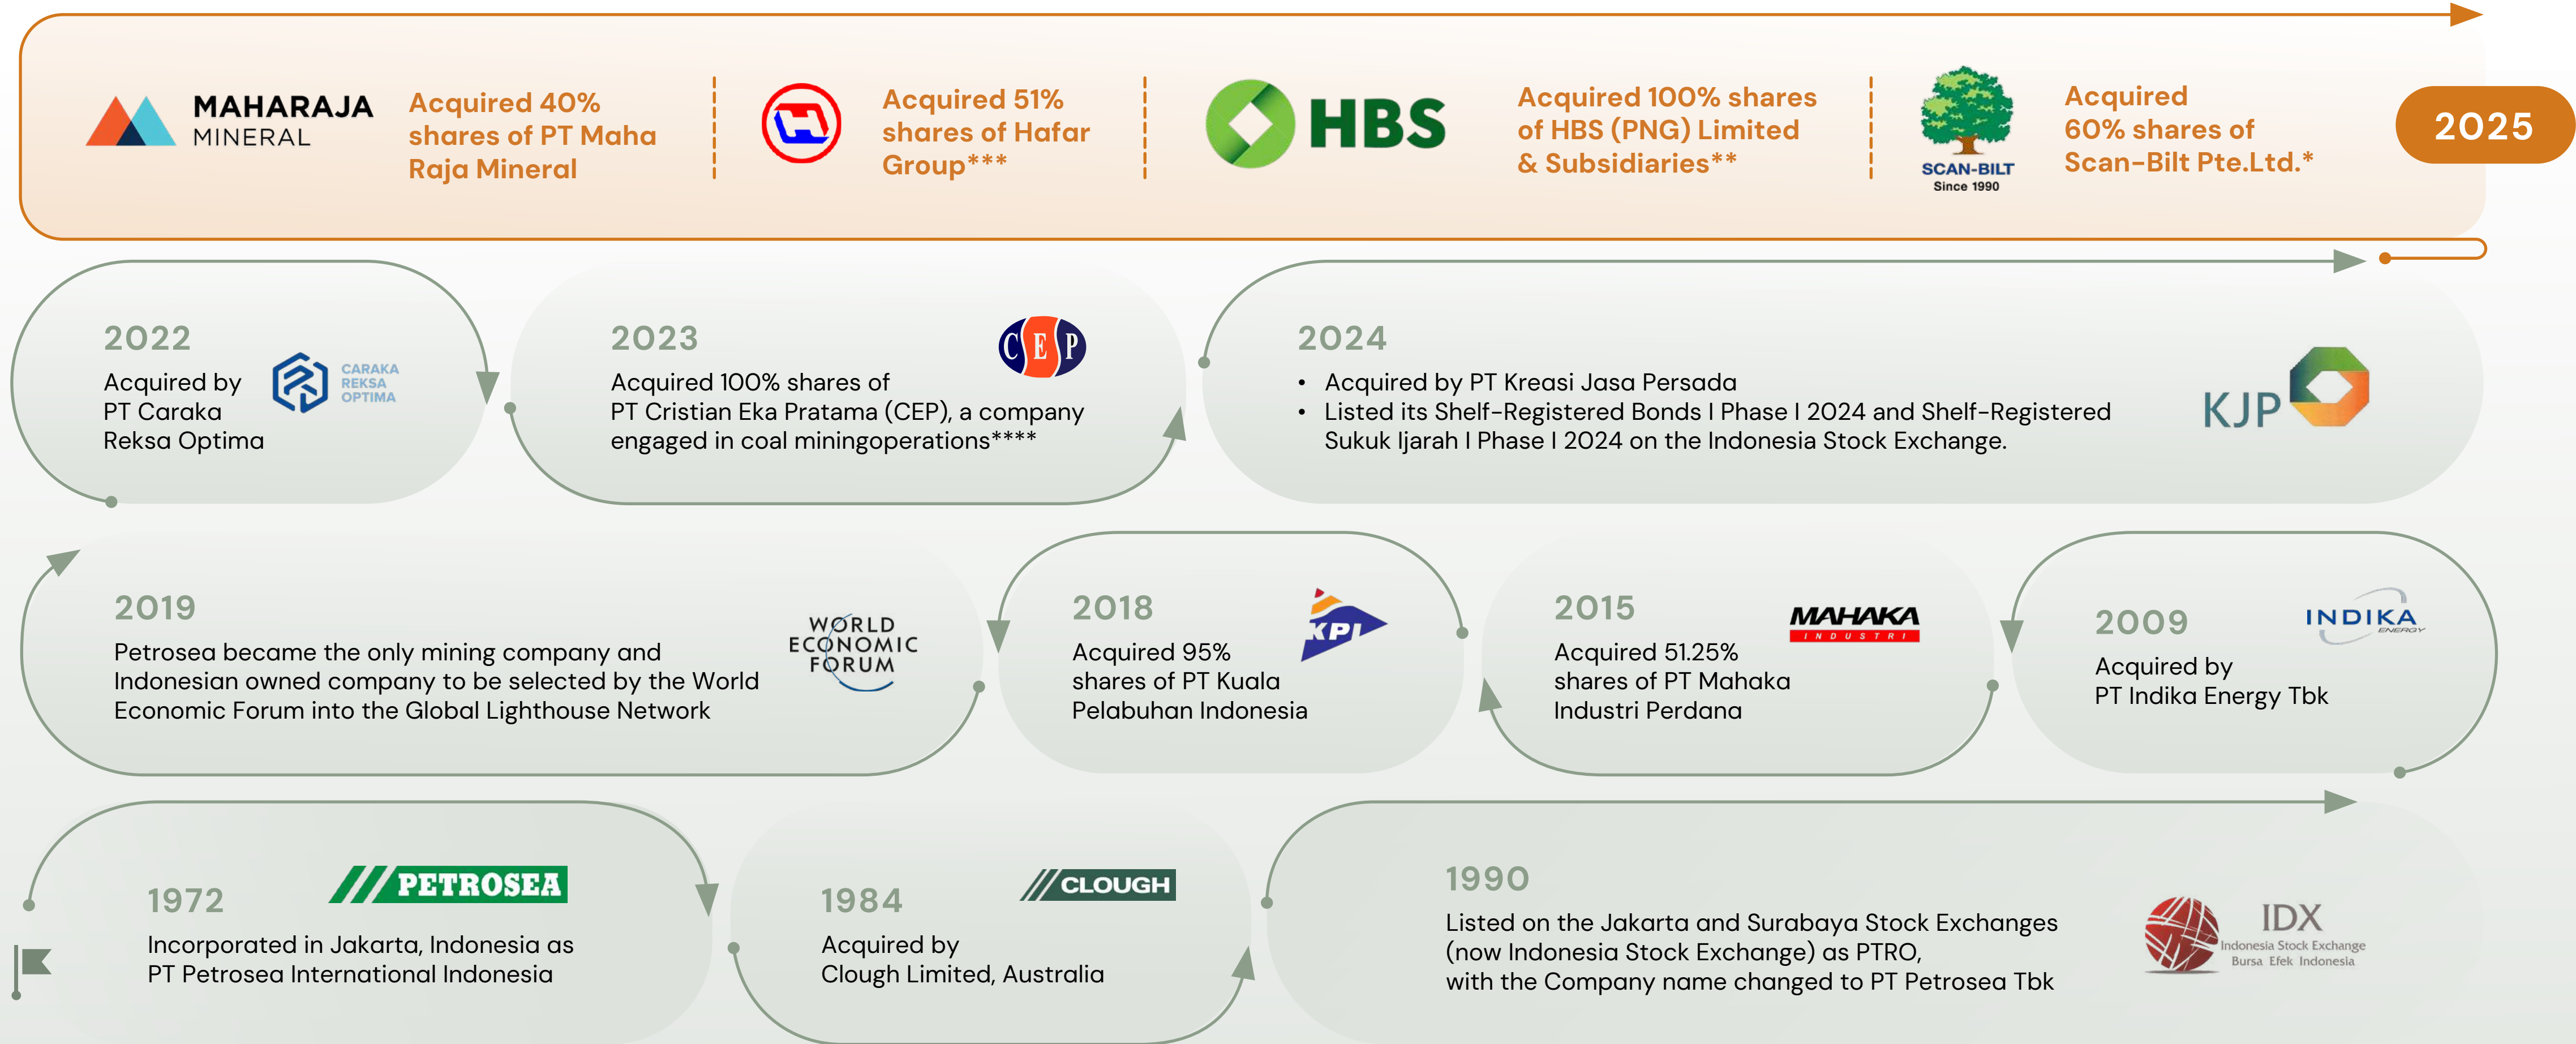 MAHARAJA
MINERAL
Acquired 40%
shares of PT Maha
Raja Mineral
Acquired 51%
shares of Hafar
Group***
HBS
Acquired 100% shares
of HBS (PNG) Limited
& Subsidiaries**
SCAN-BILT
Since 1990
Acquired
60% shares of
Scan-Bilt Pte.Ltd.*
2025
2022
Acquired by
PT Caraka
Reksa Optima
CARAKA
REKSA
OPTIMA
2023
CEP
Acquired 100% shares of
PT Cristian Eka Pratama (CEP), a company
engaged in coal miningoperations****
2024
• Acquired by PT Kreasi Jasa Persada
• Listed its Shelf-Registered Bonds I Phase I 2024 and Shelf-Registered
Sukuk Ijarah I Phase I 2024 on the Indonesia Stock Exchange.
KJP
2019
Petrosea became the only mining company and
Indonesian owned company to be selected by the World
Economic Forum into the Global Lighthouse Network
WORLD
ECONOMIC
FORUM
2018
KPI
Acquired 95%
shares of PT Kuala
Pelabuhan Indonesia
2015
MAHAKA
INDUSTRI
Acquired 51.25%
shares of PT Mahaka
Industri Perdana
2009
INDIKA
ENERGY
Acquired by
PT Indika Energy Tbk
1972
PETROSEA
Incorporated in Jakarta, Indonesia as
PT Petrosea International Indonesia
1984
CLOUGH
Acquired by
Clough Limited, Australia
1990
Listed on the Jakarta and Surabaya Stock Exchanges
(now Indonesia Stock Exchange) as PTRO,
with the Company name changed to PT Petrosea Tbk
IDX
Indonesia Stock Exchange
Bursa Efek Indonesia